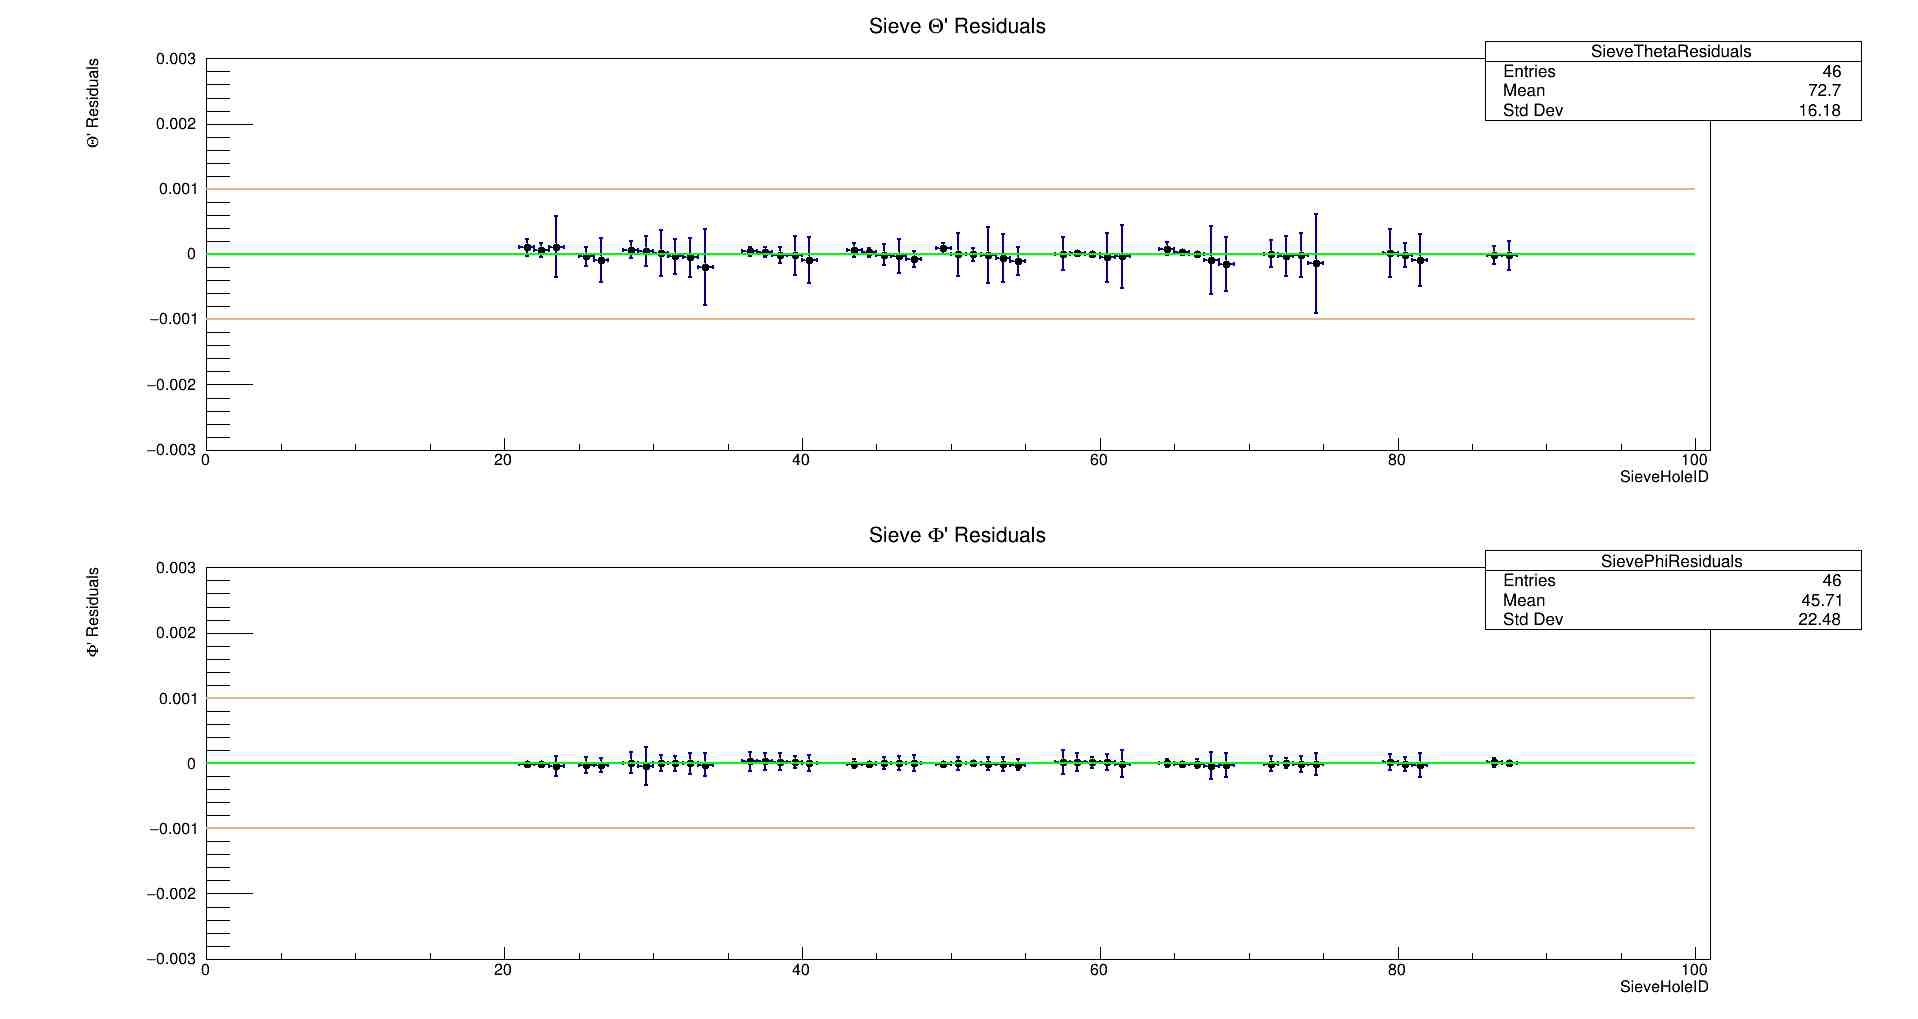 Sieve Θ' Residuals
SieveThetaResiduals
Entries 46
Mean 72.7
Std Dev 16.18
Θ' Residuals
0.003
0.002
0.001
0
−0.001
−0.002
−0.003
0 20 40 60 80 100
SieveHoleID
Sieve Φ' Residuals
SievePhiResiduals
Entries 46
Mean 45.71
Std Dev 22.48
Φ' Residuals
0.003
0.002
0.001
0
−0.001
−0.002
−0.003
0 20 40 60 80 100
SieveHoleID